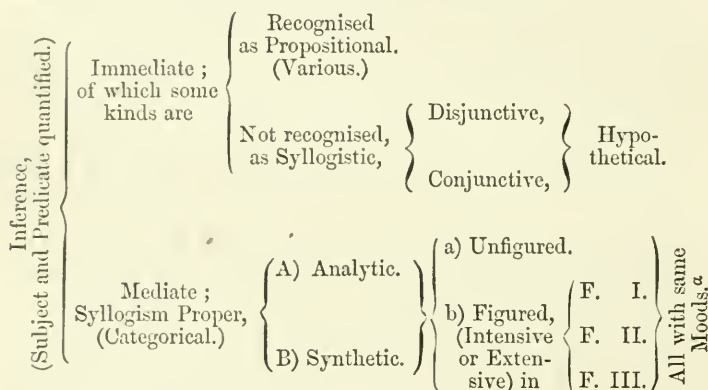 Inference,
(Subject and Predicate quantified.)
Immediate ;
of which some
kinds are
Recognised
as Propositional.
(Various.)
Not recognised,
as Syllogistic,
Disjunctive,
Conjunctive,
Hypo-
thetical.
Mediate ;
Syllogism Proper,
(Categorical.)
A) Analytic.
B) Synthetic.
a) Unfigured.
b) Figured,
(Intensive
or Exten-
sive) in
F. I.
F. II.
F. III.
All with same
Moods,α